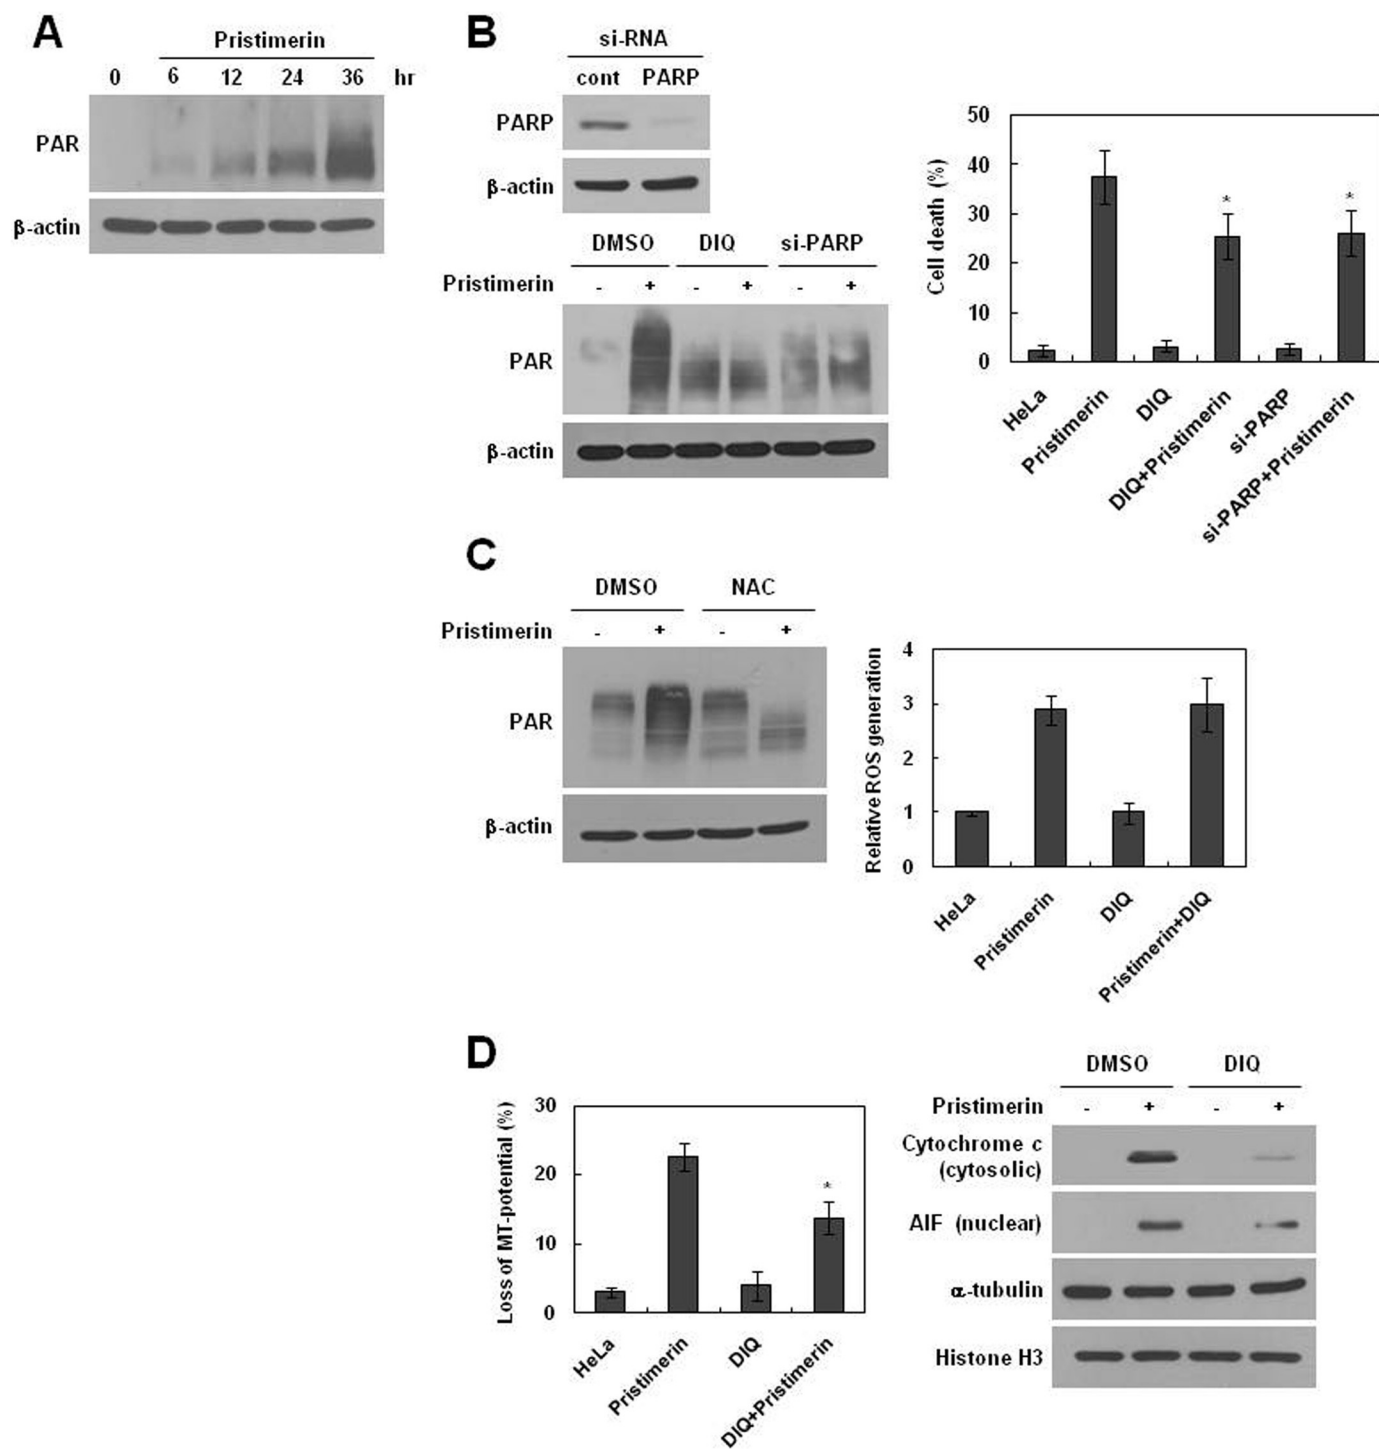 A
Pristimerin
0 6 12 24 36 hr
PAR
β-actin
B
si-RNA
cont PARP
PARP
β-actin
DMSO DIQ si-PARP
Pristimerin - + - + - +
PAR
β-actin
Cell death (%)
50
40
30
20
10
0
* *
HeLa
Pristimerin
DIQ
DIQ+Pristimerin
si-PARP
si-PARP+Pristimerin
C
DMSO NAC
Pristimerin - + - +
PAR
β-actin
Relative ROS generation
4
3
2
1
0
HeLa
Pristimerin
DIQ
Pristimerin+DIQ
D
Loss of MT-potential (%)
30
20
10
0
*
HeLa
Pristimerin
DIQ
DIQ+Pristimerin
DMSO DIQ
Pristimerin - + - +
Cytochrome c
(cytosolic)
AIF (nuclear)
α-tubulin
Histone H3